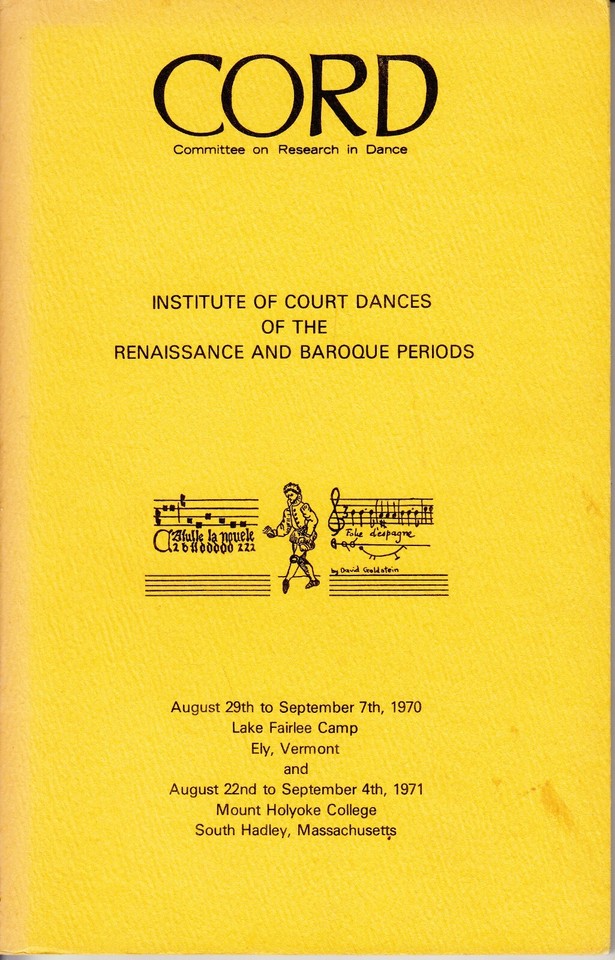 CORD
Committee on Research in Dance
INSTITUTE OF COURT DANCES
OF THE
RENAISSANCE AND BAROQUE PERIODS
la nouele
Folie d'espagne
by David Goldstein
August 29th to September 7th, 1970
Lake Fairlee Camp
Ely, Vermont
and
August 22nd to September 4th, 1971
Mount Holyoke College
South Hadley, Massachusetts